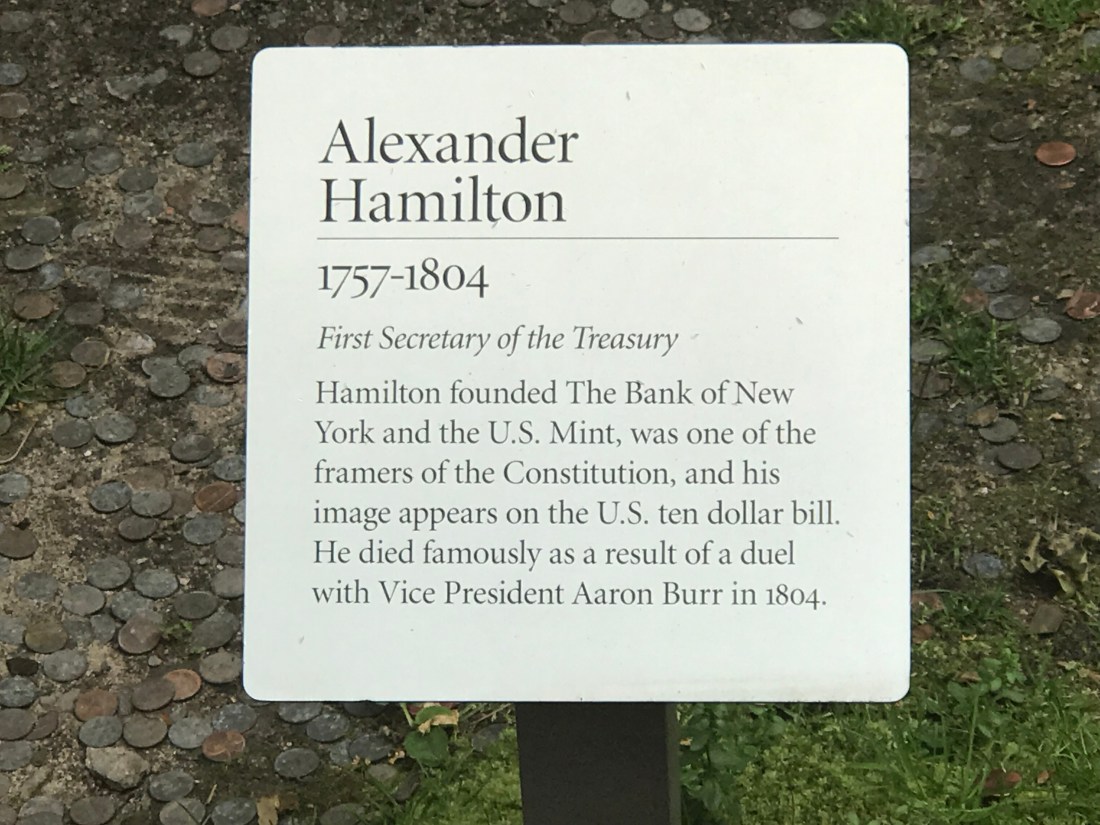 Alexander
Hamilton
1757-1804
First Secretary of the Treasury
Hamilton founded The Bank of New
York and the U.S. Mint, was one of the
framers of the Constitution, and his
image appears on the U.S. ten dollar bill.
He died famously as a result of a duel
with Vice President Aaron Burr in 1804.